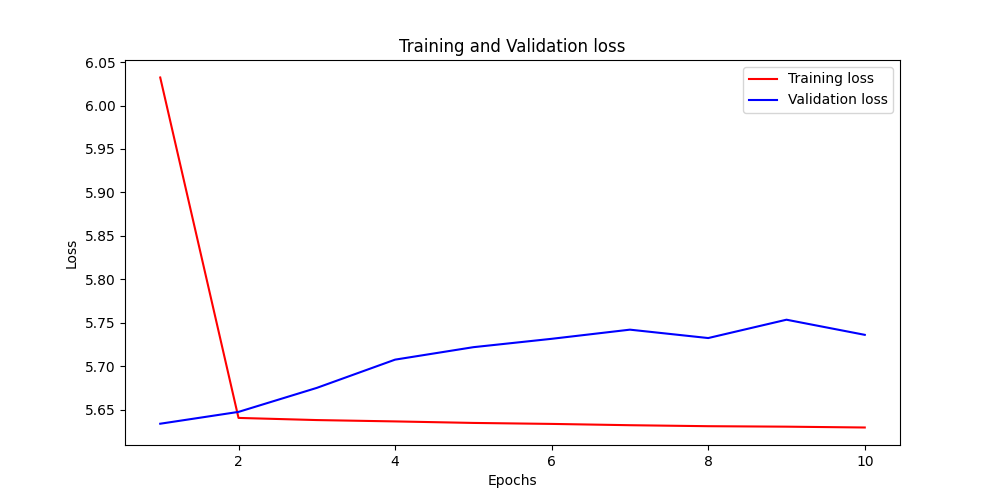 Training and Validation loss
Training loss
Validation loss
6.05
6.00
5.95
5.90
5.85
5.80
5.75
5.70
5.65
Loss
2
4
6
8
10
Epochs